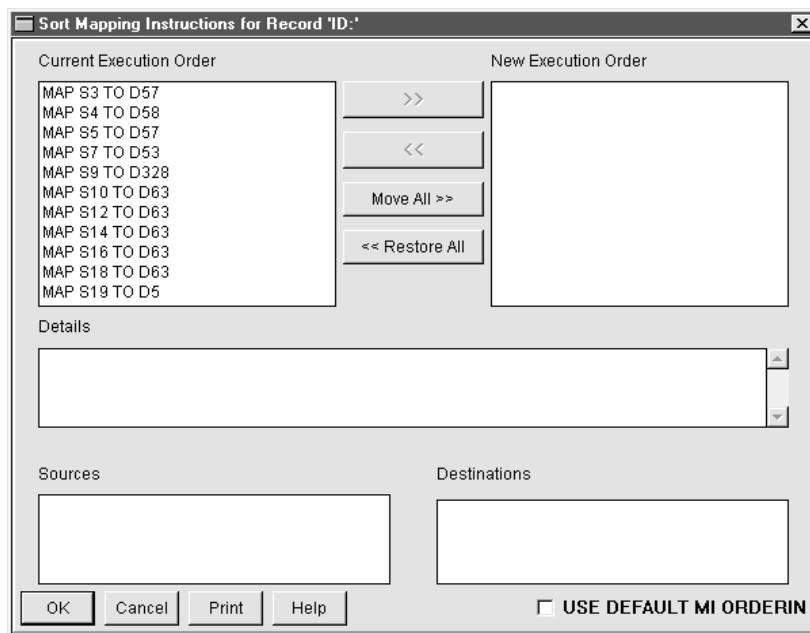 Sort Mapping Instructions for Record 'ID:'
Current Execution Order
New Execution Order
MAP S3 TO D57
MAP S4 TO D58
MAP S5 TO D57
MAP S7 TO D53
MAP S9 TO D328
MAP S10 TO D63
MAP S12 TO D63
MAP S14 TO D63
MAP S16 TO D63
MAP S18 TO D63
MAP S19 TO D5
>>
<<
Move All >>
<< Restore All
Details
Sources
Destinations
OK
Cancel
Print
Help
USE DEFAULT MI ORDERIN